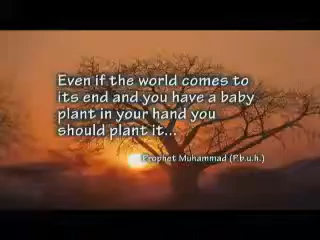 Even if the world comes to
its end and you have a baby
plant in your hand you
should plant it...
Prophet Muhammad (P.b.u.h.)